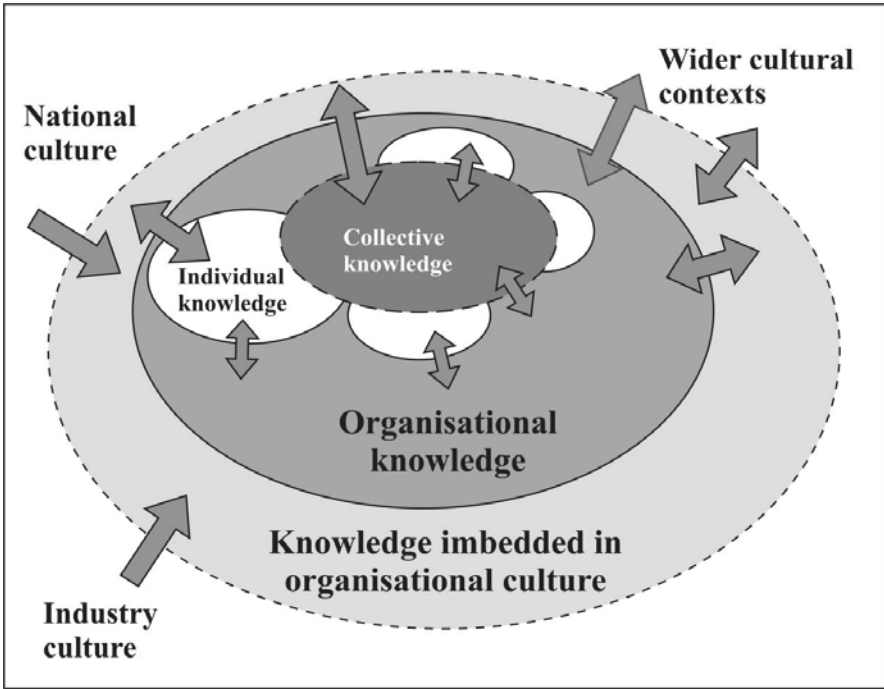 Wider cultural
contexts
National
culture
Collective
knowledge
Individual
knowledge
Organisational
knowledge
Knowledge imbedded in
organisational culture
Industry
culture